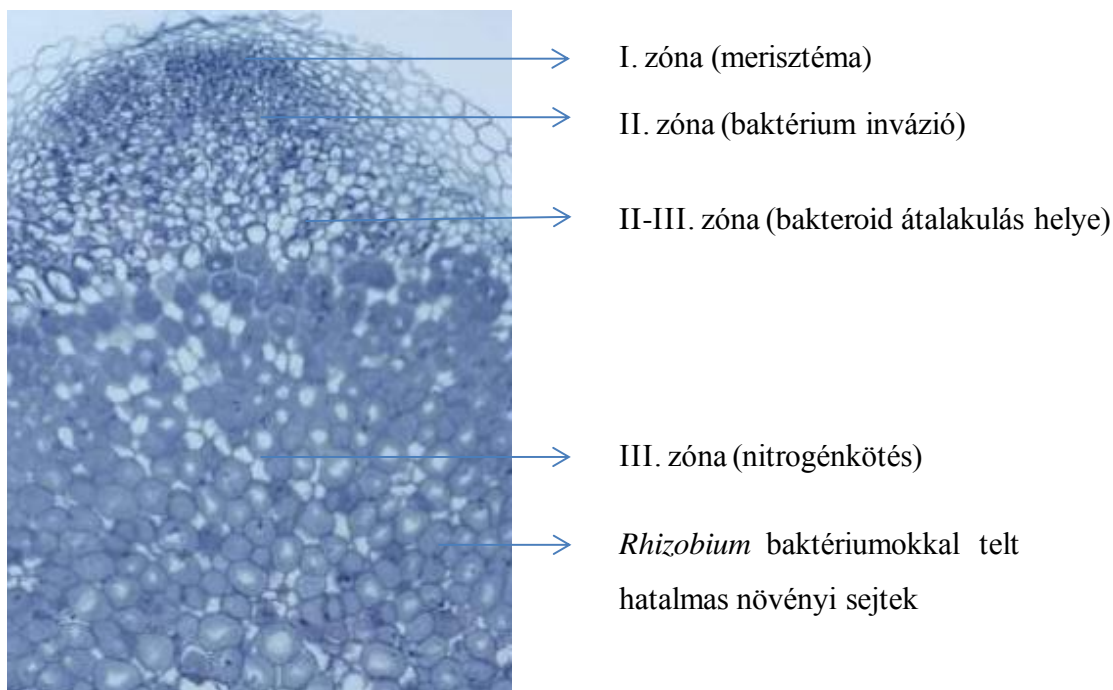 I. zóna (merisztéma)
II. zóna (baktérium invázió)
II-III. zóna (bakteroid átalakulás helye)
III. zóna (nitrogénkötés)
Rhizobium baktériumokkal telt
hatalmas növényi sejtek